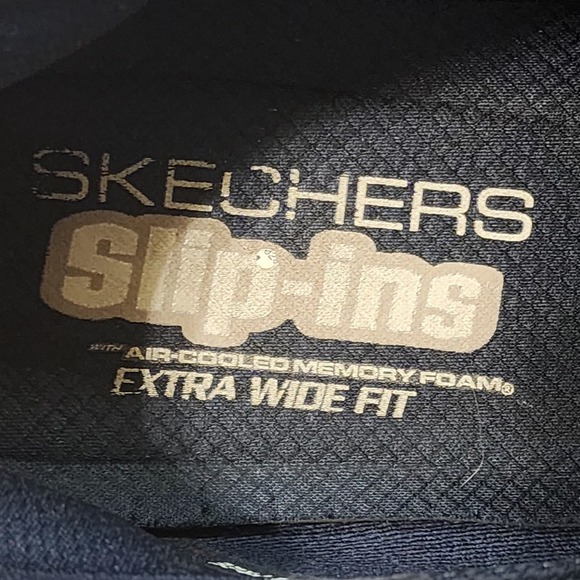 SKECHERS
Slip-ins
WITH AIR-COOLED MEMORY FOAM®
EXTRA WIDE FIT